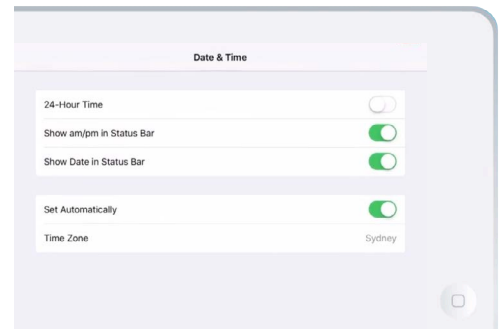 Date & Time
24-Hour Time
Show am/pm in Status Bar
Show Date in Status Bar
Set Automatically
Time Zone
Sydney